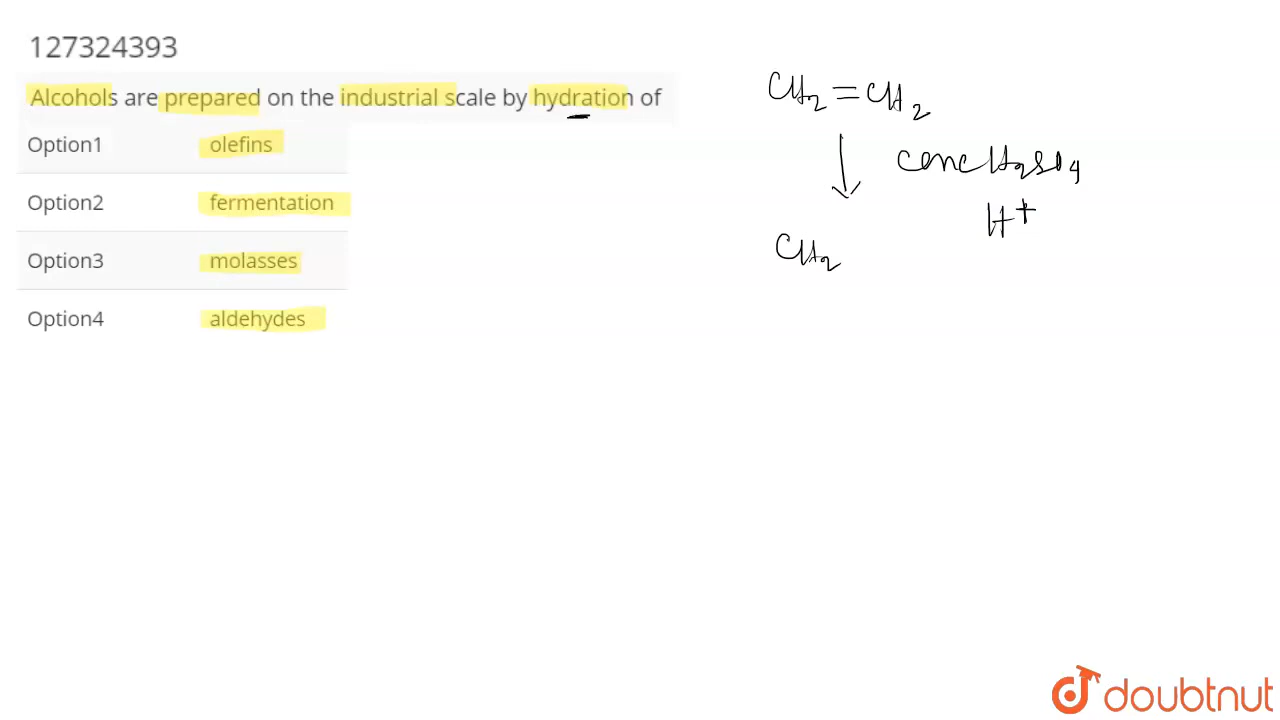 127324393
Alcohols are prepared on the industrial scale by hydration of
Option1 olefins
Option2 fermentation
Option3 molasses
Option4 aldehydes
CH2=CH2
conc H2SO4
H+
CH2
doubtnut